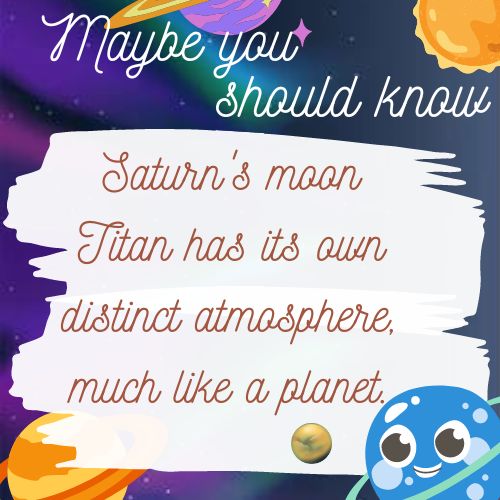 Maybe you
should know
Saturn's moon
Titan has its own
distinct atmosphere,
much like a planet.